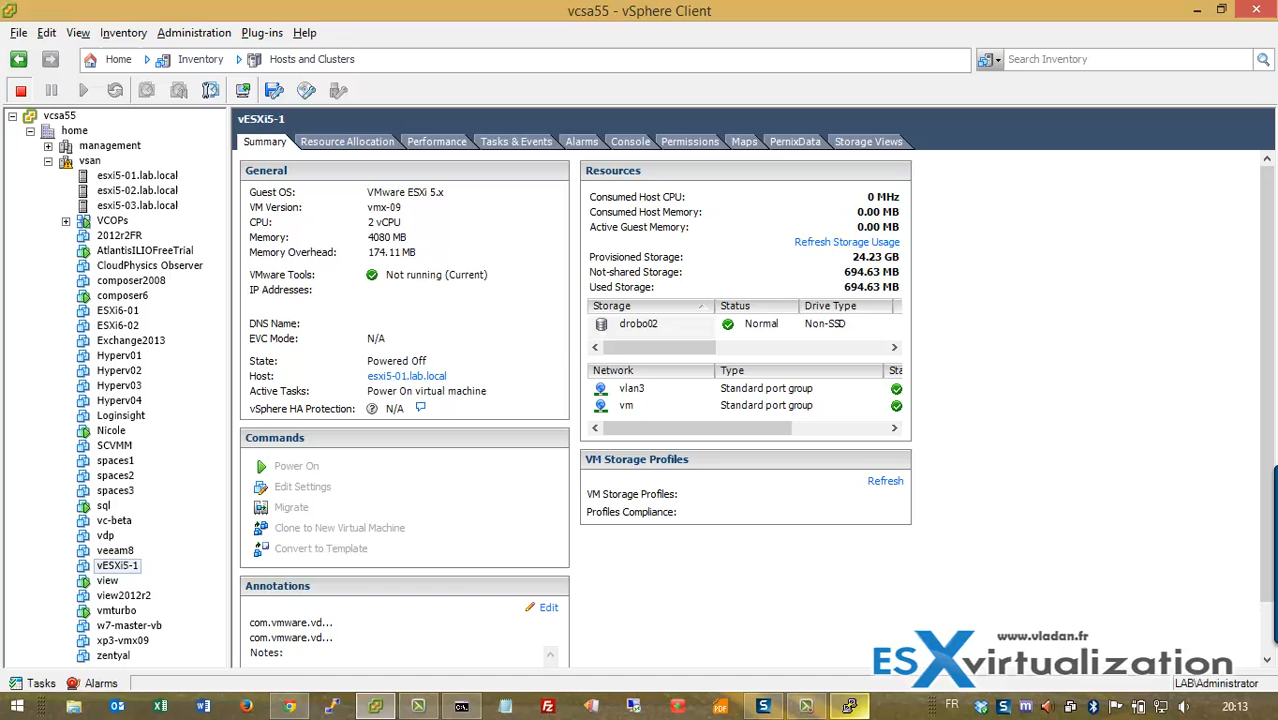 vcsa55 - vSphere Client
File Edit View Inventory Administration Plug-ins Help
Home Inventory Hosts and Clusters Search Inventory
vcsa55
home
management
vsan
esxi5-01.lab.local
esxi5-02.lab.local
esxi5-03.lab.local
VCOPs
2012r2FR
AtlantisILIOFreeTrial
CloudPhysics Observer
composer2008
composer6
ESXi6-01
ESXi6-02
Exchange2013
Hyperv01
Hyperv02
Hyperv03
Hyperv04
Loginsight
Nicole
SCVMM
spaces1
spaces2
spaces3
sql
vc-beta
vdp
veeam8
vESXi5-1
view
view2012r2
vmturbo
w7-master-vb
xp3-vmx09
zentyal
vESXi5-1
Summary Resource Allocation Performance Tasks & Events Alarms Console Permissions Maps PernixData Storage Views
General
Guest OS: VMware ESXi 5.x
VM Version: vmx-09
CPU: 2 vCPU
Memory: 4080 MB
Memory Overhead: 174.11 MB
VMware Tools: Not running (Current)
IP Addresses:
DNS Name:
EVC Mode: N/A
State: Powered Off
Host: esxi5-01.lab.local
Active Tasks: Power On virtual machine
vSphere HA Protection: N/A
Commands
Power On
Edit Settings
Migrate
Clone to New Virtual Machine
Convert to Template
Annotations
Edit
com.vmware.vd...
com.vmware.vd...
Notes:
Resources
Consumed Host CPU: 0 MHz
Consumed Host Memory: 0.00 MB
Active Guest Memory: 0.00 MB
Refresh Storage Usage
Provisioned Storage: 24.23 GB
Not-shared Storage: 694.63 MB
Used Storage: 694.63 MB
Storage Status Drive Type
drobo02 Normal Non-SSD
Network Type Sta
vlan3 Standard port group
vm Standard port group
VM Storage Profiles
Refresh
VM Storage Profiles:
Profiles Compliance:
www.vladan.fr
ESXvirtualization
Tasks Alarms LAB\Administrator
FR 20:13